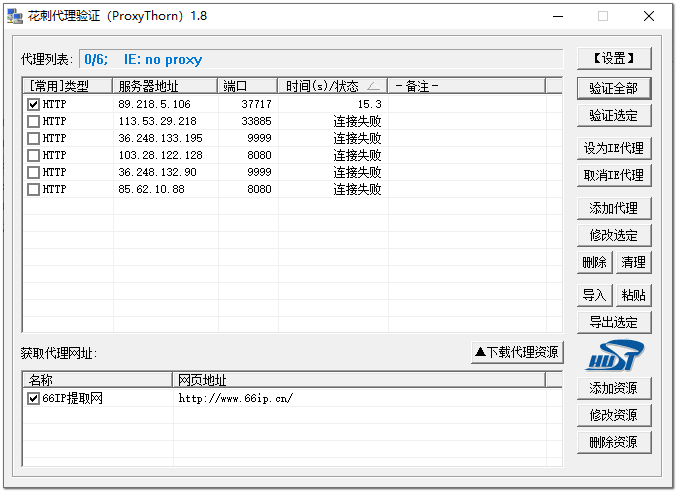 花刺代理验证（ProxyThorn）1.8
代理列表: 0/6; IE: no proxy
【设置】
[常用]类型 服务器地址 端口 时间(s)/状态 -备注-
HTTP 89.218.5.106 37717 15.3
HTTP 113.53.29.218 33885 连接失败
HTTP 36.248.133.195 9999 连接失败
HTTP 103.28.122.128 8080 连接失败
HTTP 36.248.132.90 9999 连接失败
HTTP 85.62.10.88 8080 连接失败
验证全部
验证选定
设为IE代理
取消IE代理
添加代理
修改选定
删除 清理
导入 粘贴
导出选定
获取代理网址:
▲下载代理资源
HUST
名称 网页地址
66IP提取网 http://www.66ip.cn/
添加资源
修改资源
删除资源